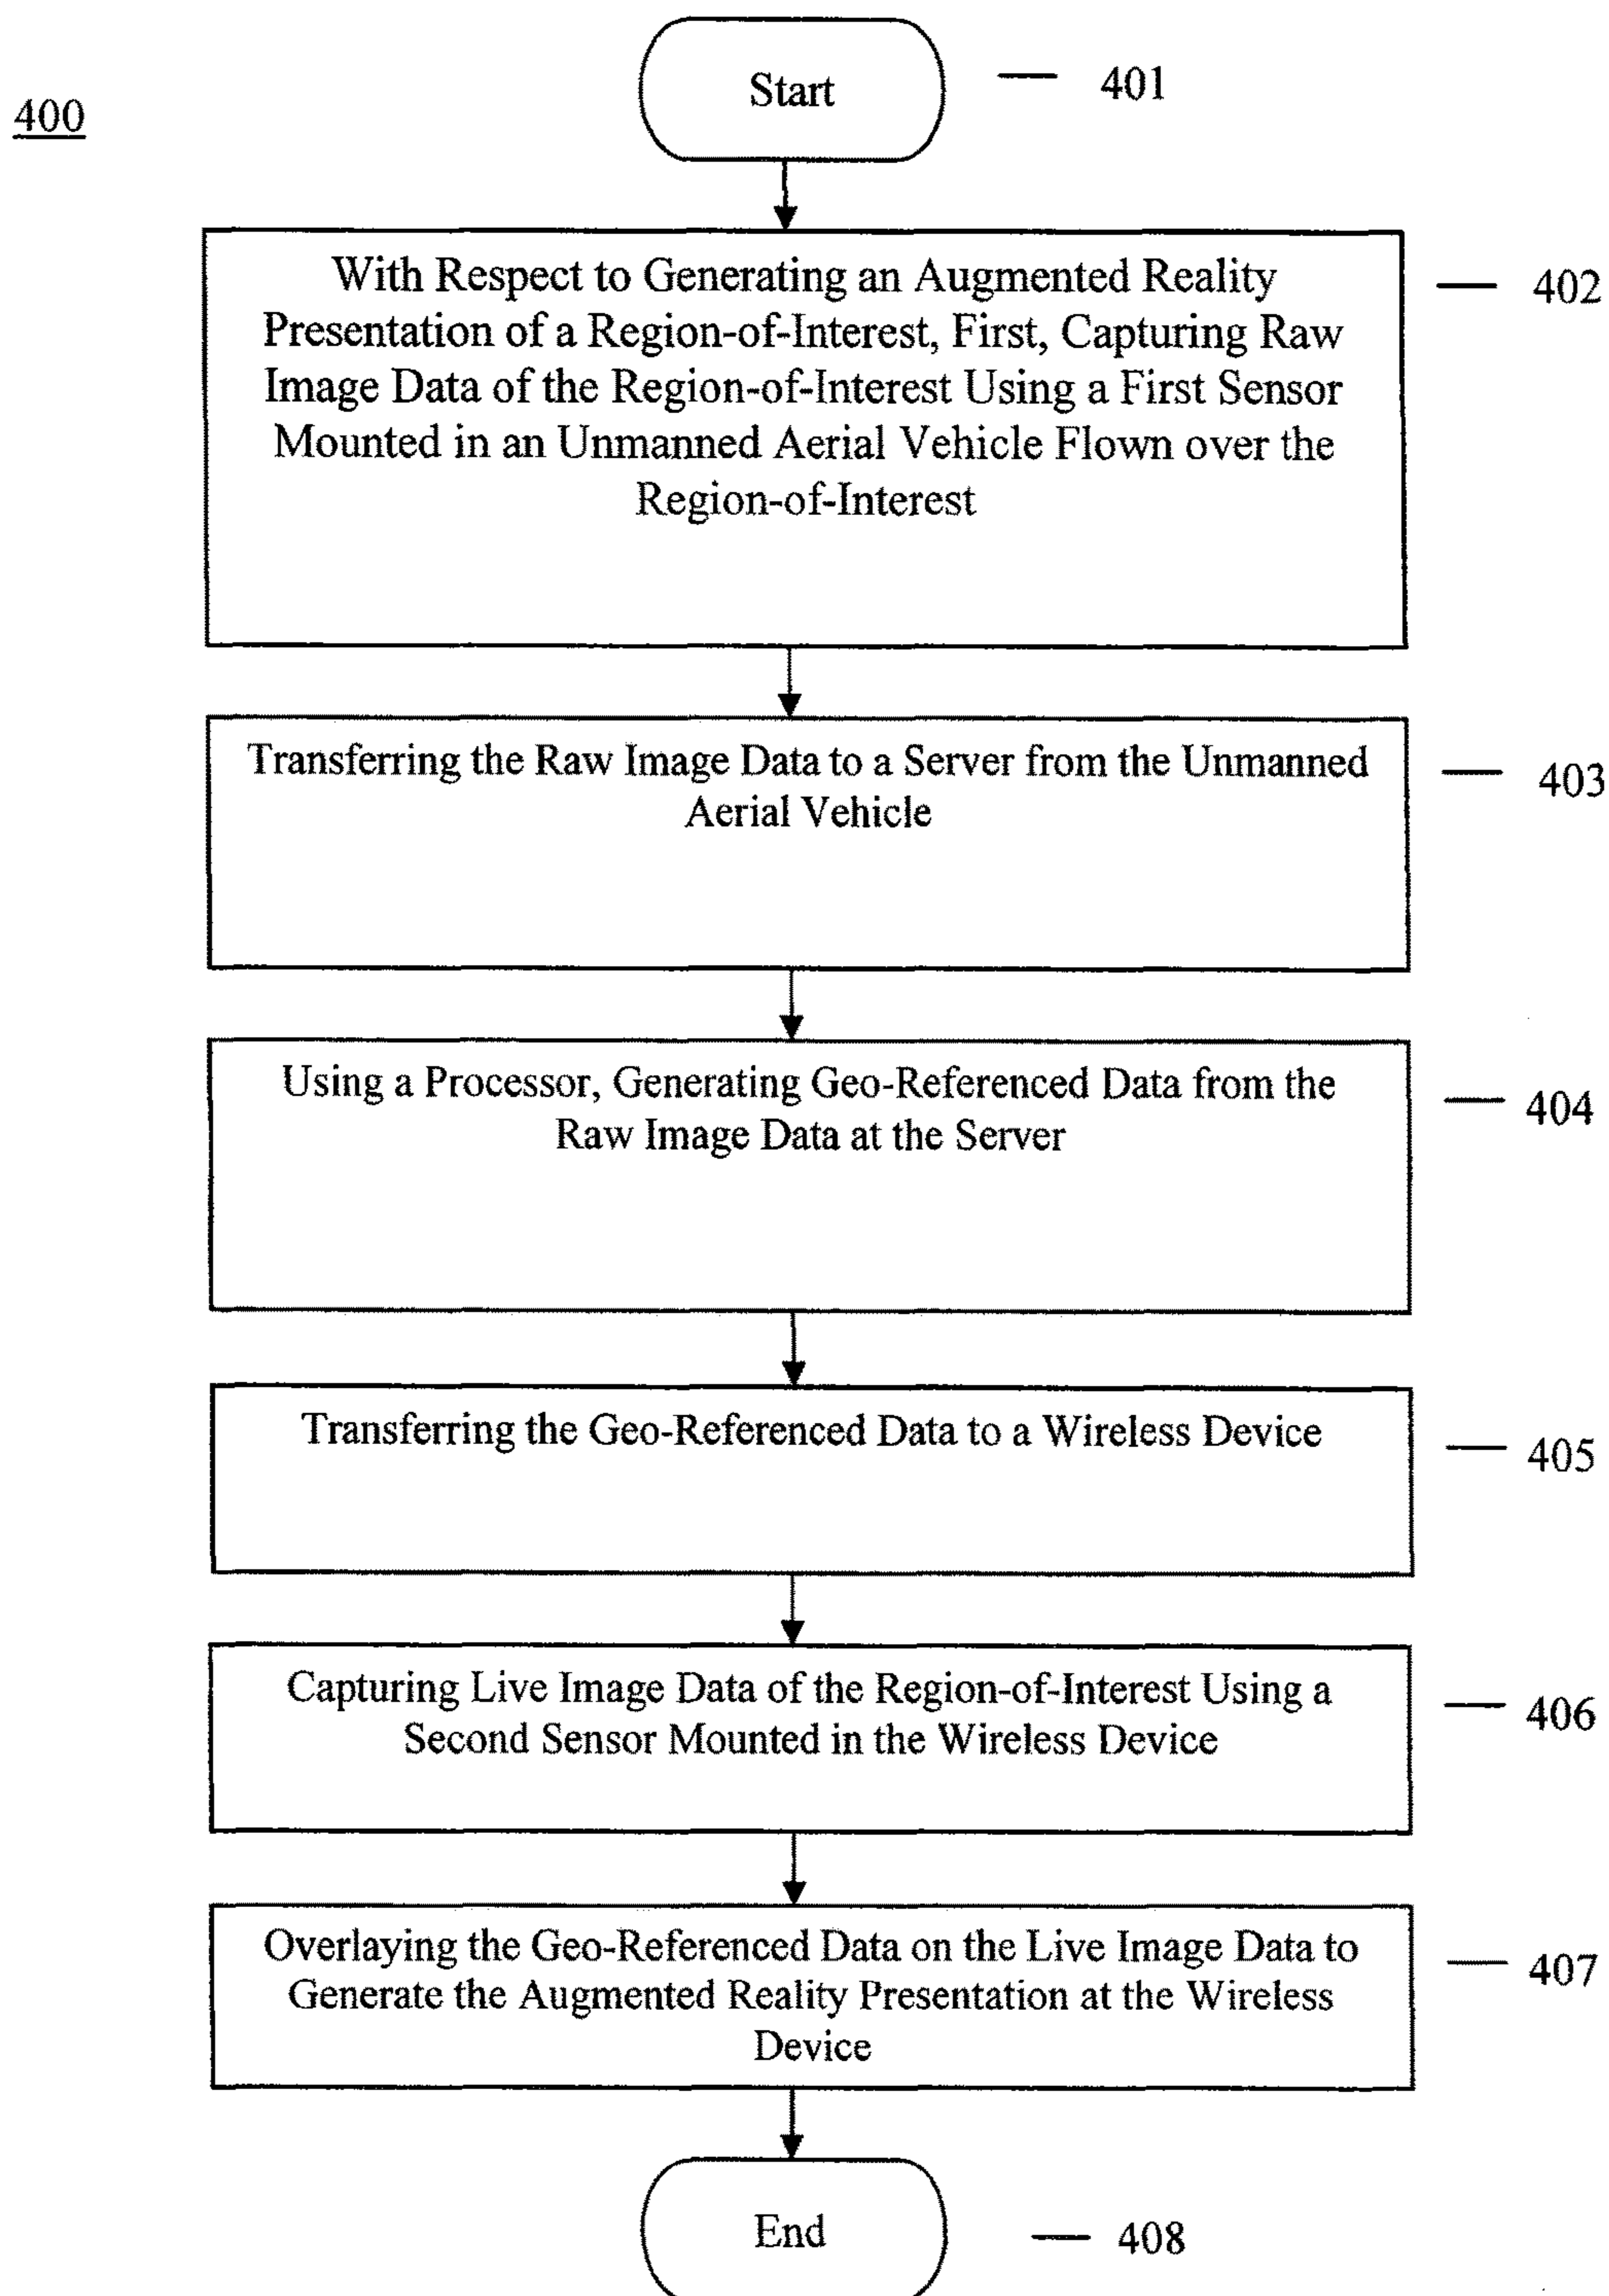 Start
401
400
With Respect to Generating an Augmented Reality
Presentation of a Region-of-Interest, First, Capturing Raw
Image Data of the Region-of-Interest Using a First Sensor
Mounted in an Unmanned Aerial Vehicle Flown over the
Region-of-Interest
402
Transferring the Raw Image Data to a Server from the Unmanned
Aerial Vehicle
403
Using a Processor, Generating Geo-Referenced Data from the
Raw Image Data at the Server
404
Transferring the Geo-Referenced Data to a Wireless Device
405
Capturing Live Image Data of the Region-of-Interest Using a
Second Sensor Mounted in the Wireless Device
406
Overlaying the Geo-Referenced Data on the Live Image Data to
Generate the Augmented Reality Presentation at the Wireless
Device
407
End
408